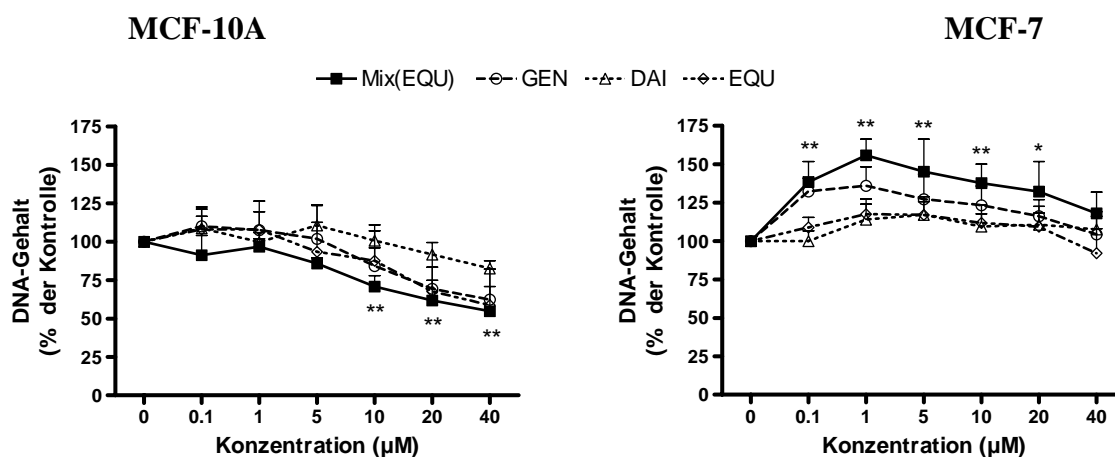 MCF-10A
MCF-7
Mix(EQU) GEN DAI EQU
DNA-Gehalt
(% der Kontrolle)
175
150
125
100
75
50
25
0
** ** **
0 0.1 1 5 10 20 40
Konzentration (µM)
DNA-Gehalt
(% der Kontrolle)
175
150
125
100
75
50
25
0
** ** ** ** *
0 0.1 1 5 10 20 40
Konzentration (µM)